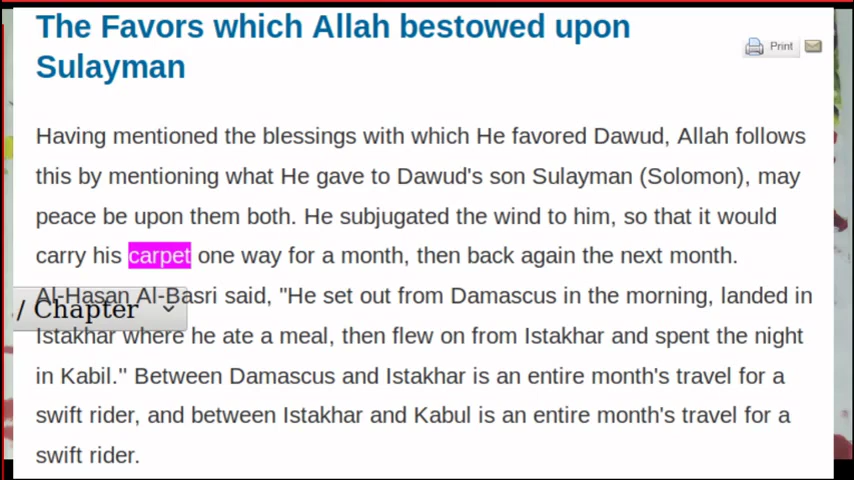 The Favors which Allah bestowed upon
Sulayman
Print
Having mentioned the blessings with which He favored Dawud, Allah follows
this by mentioning what He gave to Dawud's son Sulayman (Solomon), may
peace be upon them both. He subjugated the wind to him, so that it would
carry his carpet one way for a month, then back again the next month.
Al-Hasan Al-Basri said, "He set out from Damascus in the morning, landed in
/ Chapter
Istakhar where he ate a meal, then flew on from Istakhar and spent the night
in Kabil.'' Between Damascus and Istakhar is an entire month's travel for a
swift rider, and between Istakhar and Kabul is an entire month's travel for a
swift rider.